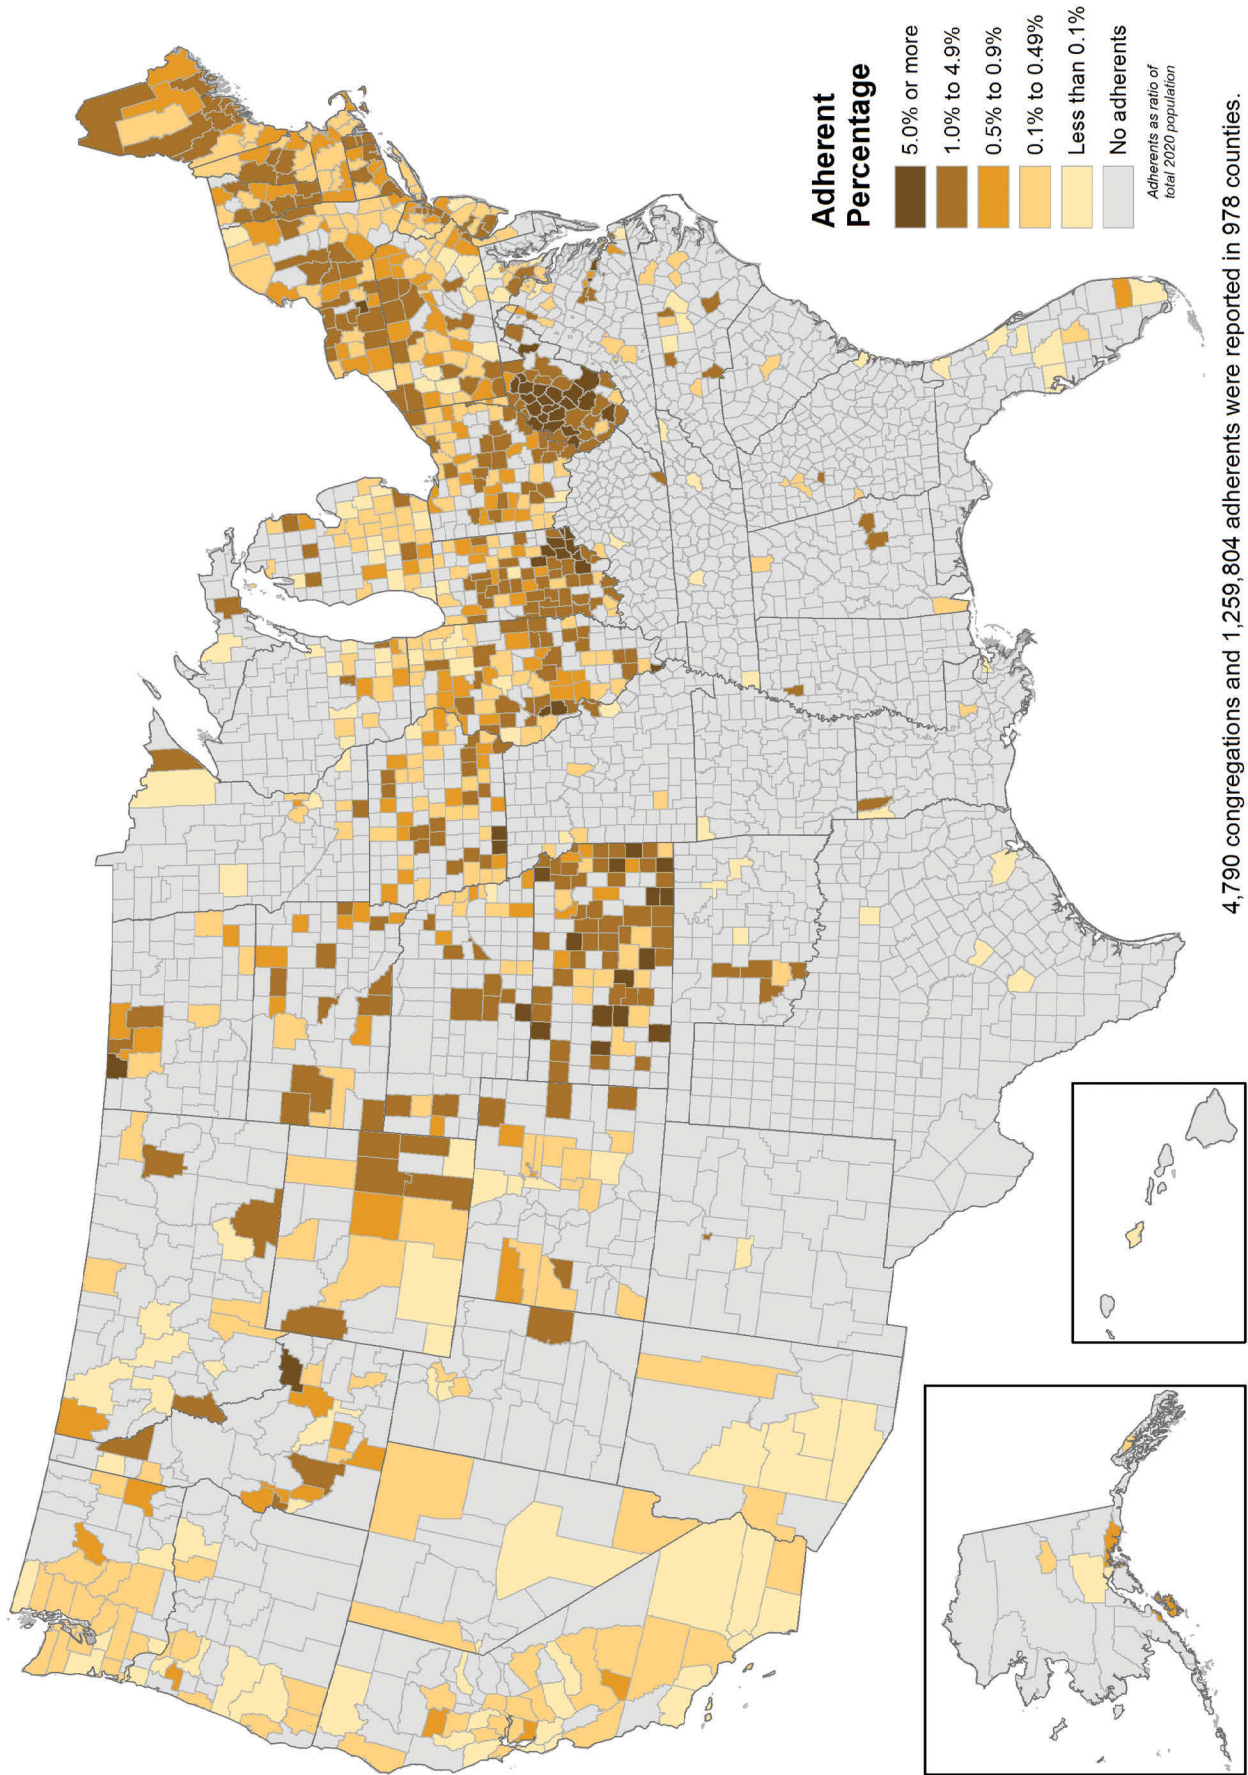 Adherent
Percentage
5.0% or more
1.0% to 4.9%
0.5% to 0.9%
0.1% to 0.49%
Less than 0.1%
No adherents
Adherents as ratio of
total 2020 population
4,790 congregations and 1,259,804 adherents were reported in 978 counties.